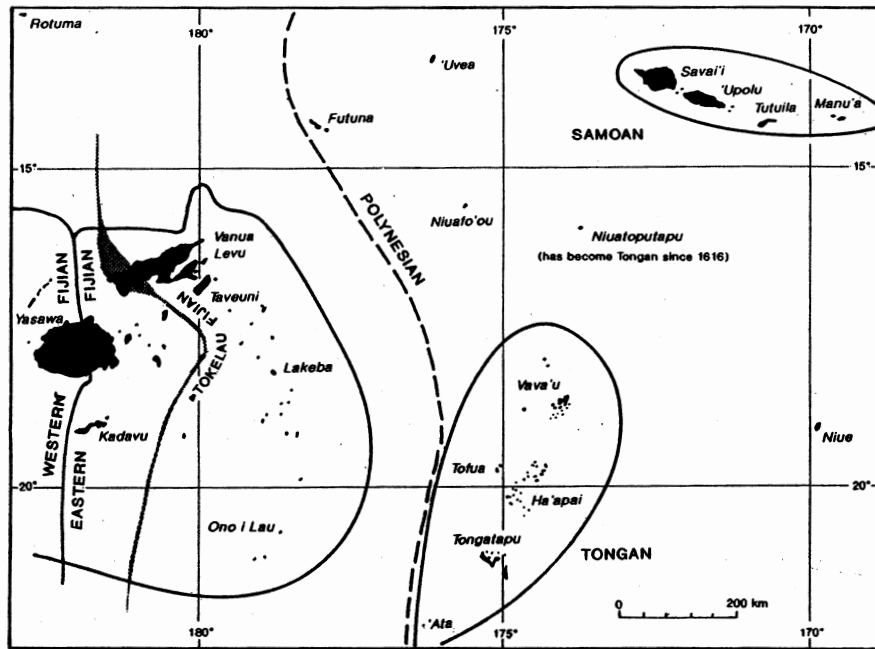 180°
175°
170°
Rotuma
'Uvea
Savai'i
'Upolu
Tutuila
Manu'a
Futuna
SAMOAN
15°
15°
POLYNESIAN
Niuafo'ou
Niuatoputapu
(has become Tongan since 1616)
Vanua
Levu
Taveuni
FIJIAN
FIJIAN
FIJIAN
TOKELAU
Yasawa
Lakeba
Vava'u
WESTERN
EASTERN
Kadavu
Niue
Tofua
Ha'apai
20°
20°
Ono i Lau
Tongatapu
TONGAN
0
200 km
'Ata
180°
175°
170°